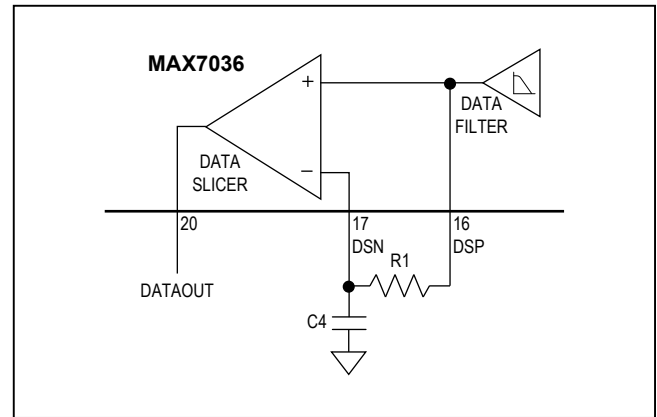 MAX7036
+
−
DATA
FILTER
DATA
SLICER
20
17
16
DSN
DSP
R1
DATAOUT
C4